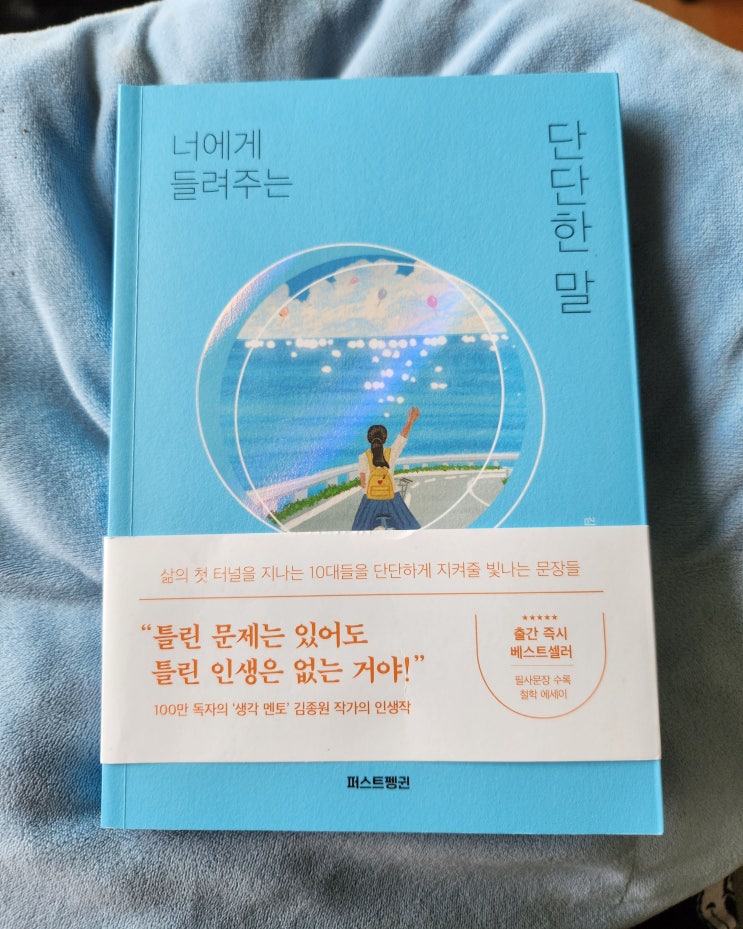 너에게
들려주는
단단한 말
삶의 첫 터널을 지나는 10대들을 단단하게 지켜줄 빛나는 문장들
“틀린 문제는 있어도
틀린 인생은 없는 거야!”
100만 독자의 ‘생각 멘토’ 김종원 작가의 인생작
★★★★★
출간 즉시
베스트셀러
필사문장 수록
철학 에세이
퍼스트펭귄